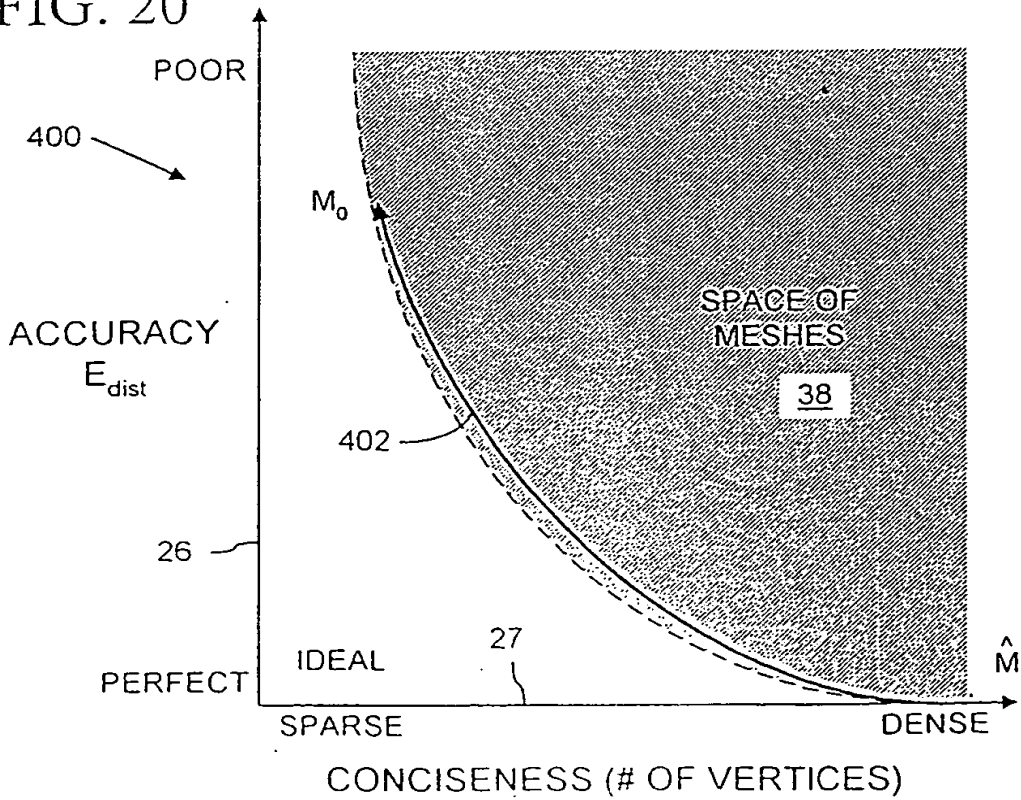 FIG. 20
POOR
400
M0
ACCURACY
Edist
SPACE OF
MESHES
38
402
26
27
IDEAL
M̂
PERFECT
SPARSE
DENSE
CONCISENESS (# OF VERTICES)